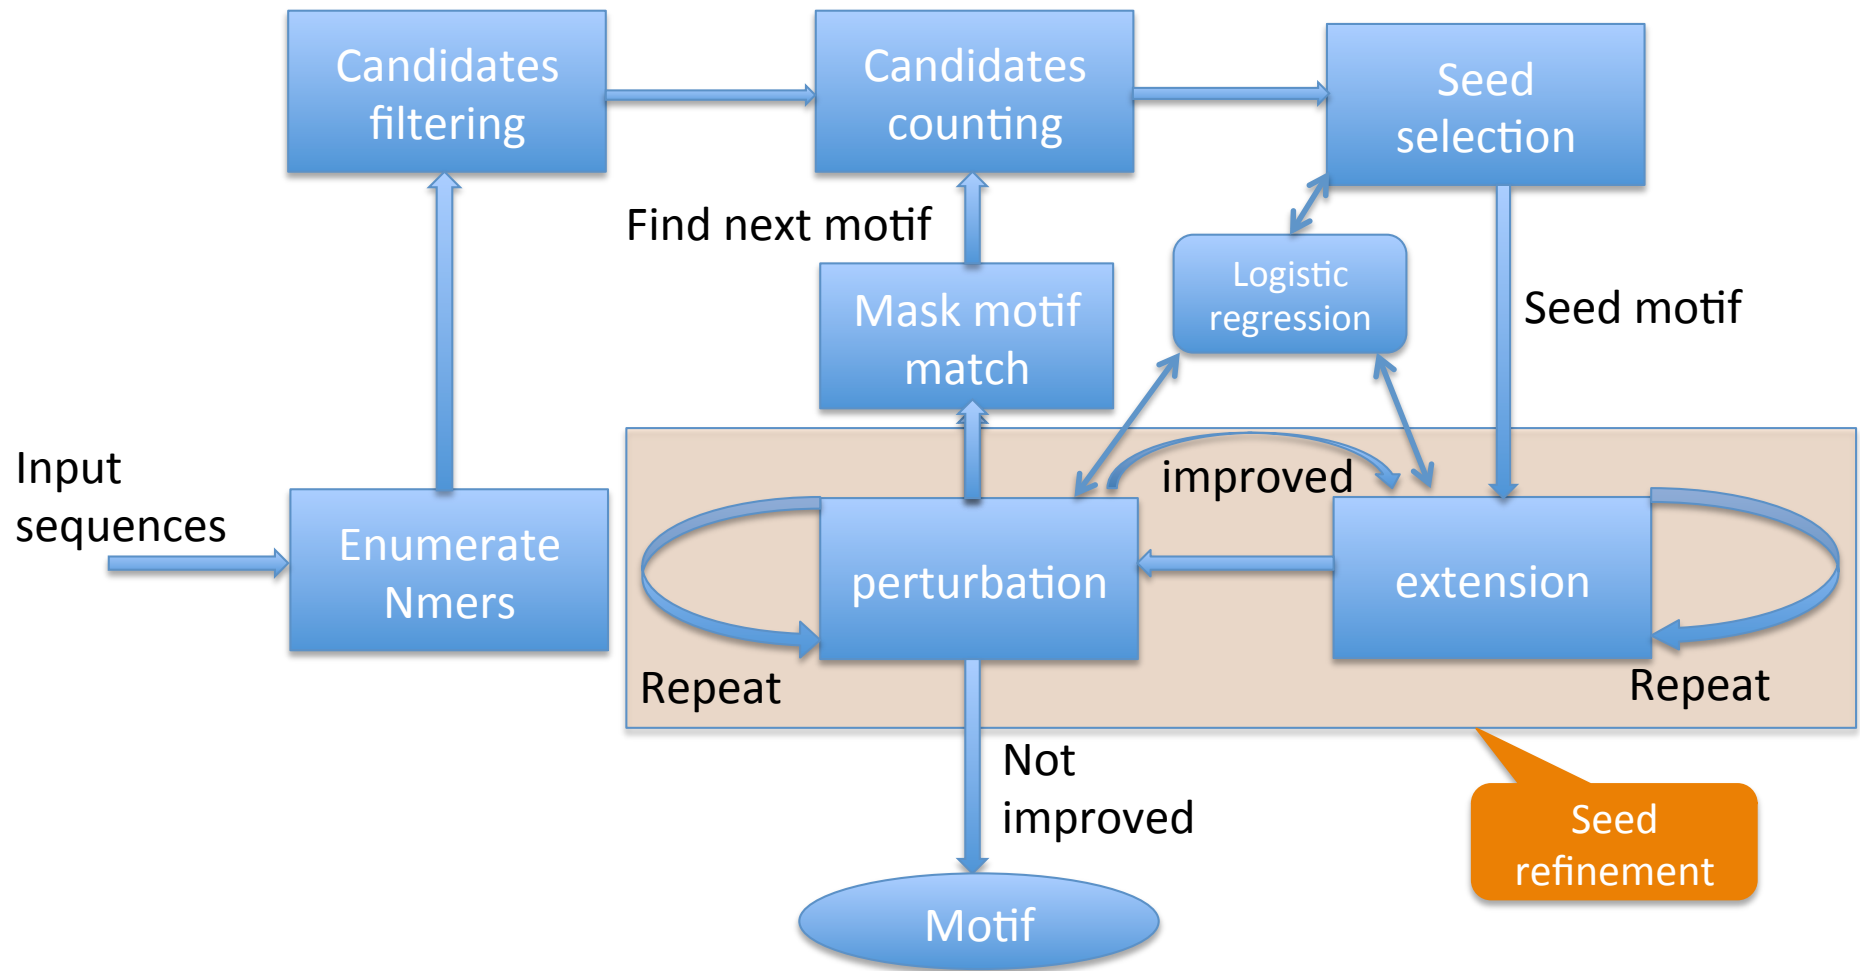 Candidates
filtering
Candidates
counting
Seed
selection
Find next motif
Logistic
regression
Mask motif
match
Seed motif
Input
sequences
improved
Enumerate
Nmers
perturbation
extension
Repeat
Repeat
Not
improved
Seed
refinement
Motif